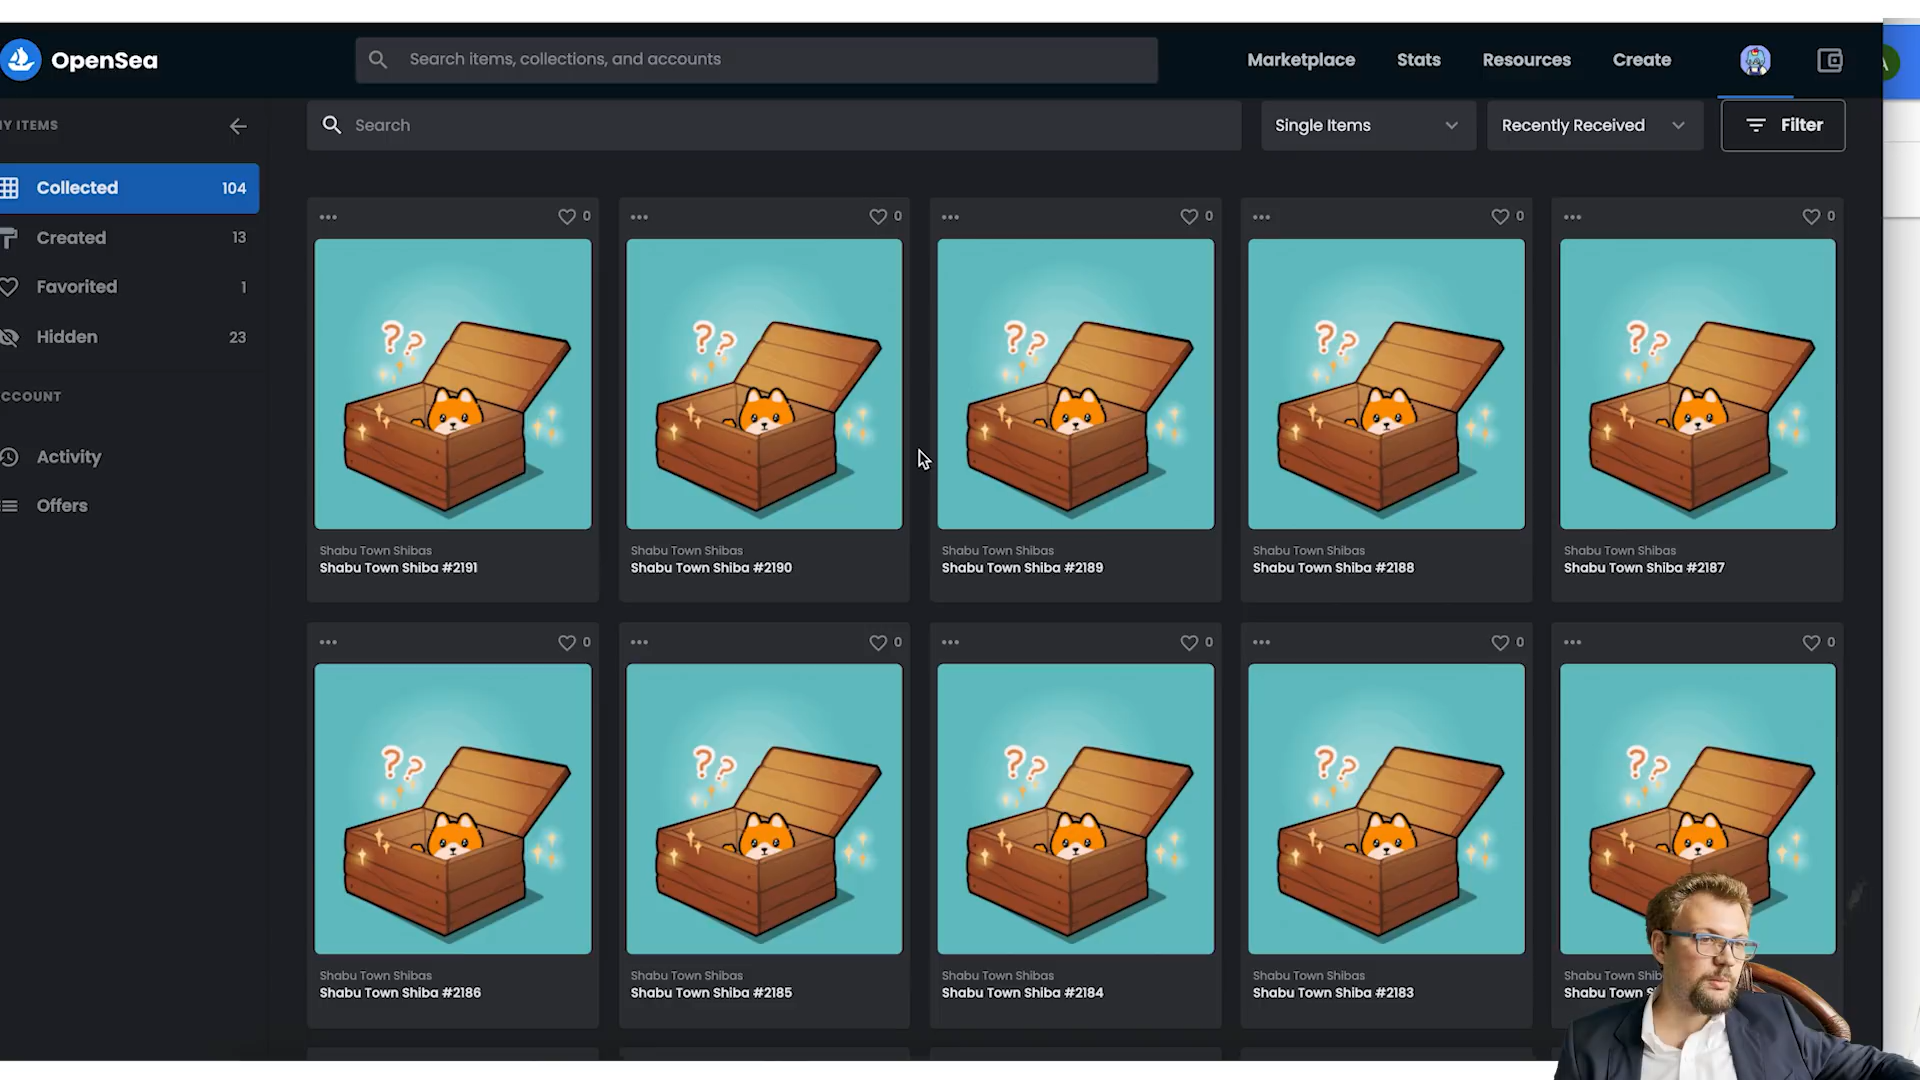 OpenSea
Search items, collections, and accounts
Marketplace
Stats
Resources
Create
Y ITEMS
Search
Single Items
Recently Received
Filter
Collected 104
Created 13
Favorited 1
Hidden 23
CCOUNT
Activity
Offers
0
0
0
0
0
??
??
??
??
??
Shabu Town Shibas
Shabu Town Shiba #2191
Shabu Town Shibas
Shabu Town Shiba #2190
Shabu Town Shibas
Shabu Town Shiba #2189
Shabu Town Shibas
Shabu Town Shiba #2188
Shabu Town Shibas
Shabu Town Shiba #2187
0
0
0
0
0
??
??
??
??
??
Shabu Town Shibas
Shabu Town Shiba #2186
Shabu Town Shibas
Shabu Town Shiba #2185
Shabu Town Shibas
Shabu Town Shiba #2184
Shabu Town Shibas
Shabu Town Shiba #2183
Shabu Town Shib
Shabu Town